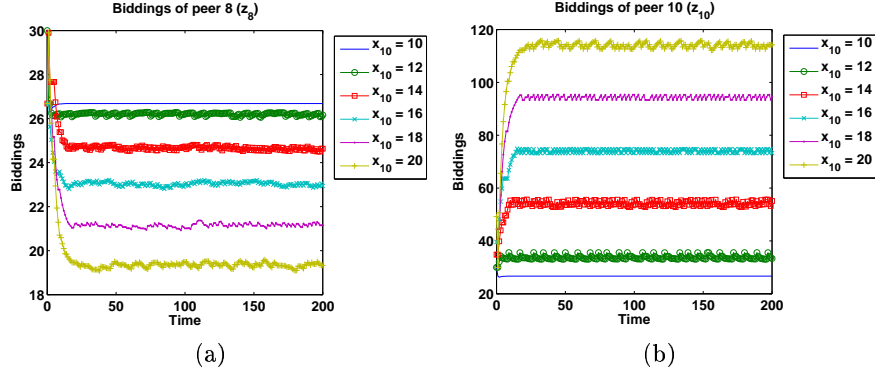 Biddings of peer 8 (z8)
30
28
26
24
22
20
18
Biddings
0
50
100
150
200
Time
x10 = 10
x10 = 12
x10 = 14
x10 = 16
x10 = 18
x10 = 20
(a)
Biddings of peer 10 (z10)
120
100
80
60
40
20
Biddings
0
50
100
150
200
Time
x10 = 10
x10 = 12
x10 = 14
x10 = 16
x10 = 18
x10 = 20
(b)